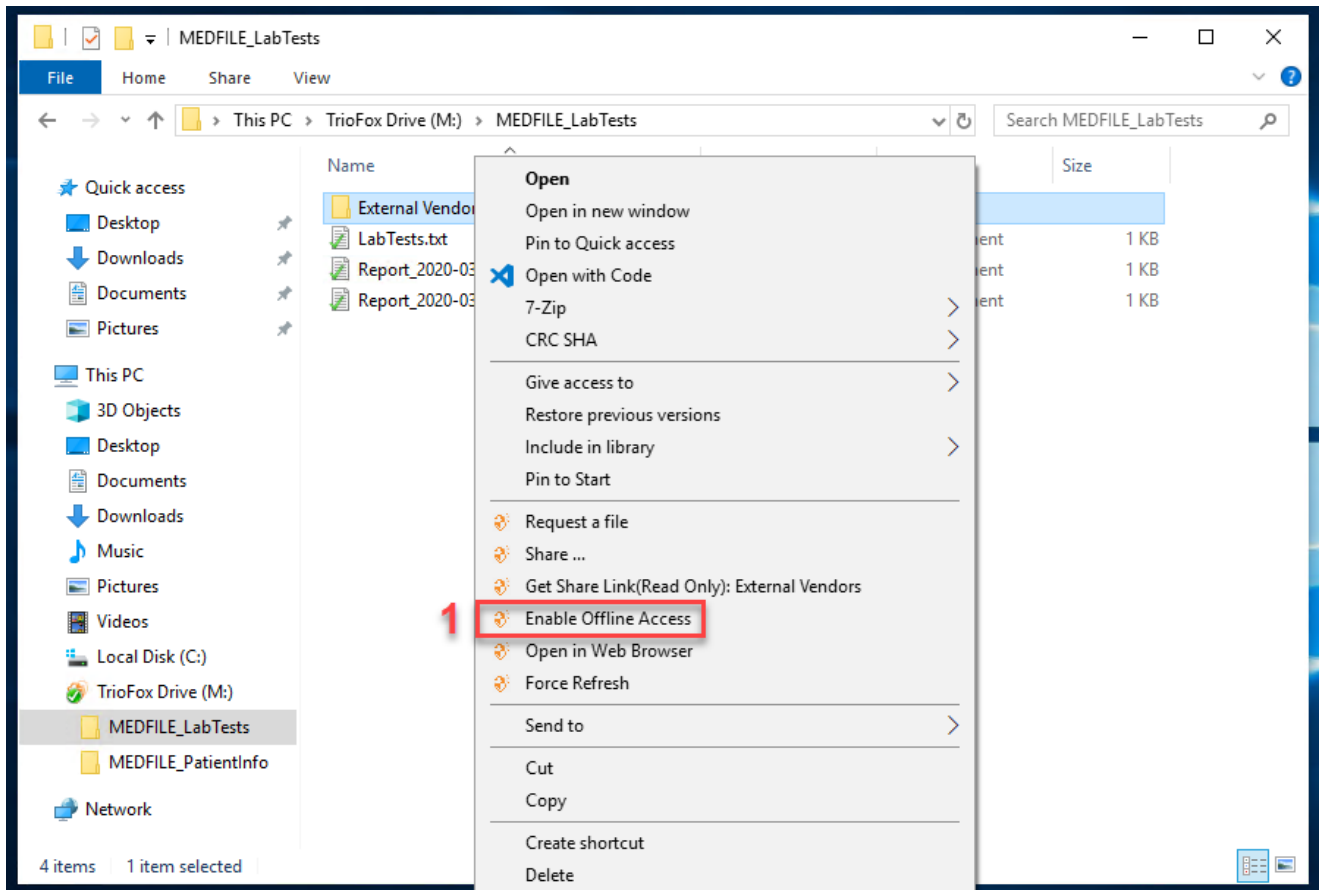 MEDFILE_LabTests
File Home Share View
This PC > TrioFox Drive (M:) > MEDFILE_LabTests
Search MEDFILE_LabTests
Name
Size
Quick access
Desktop
Downloads
Documents
Pictures
This PC
3D Objects
Desktop
Documents
Downloads
Music
Pictures
Videos
Local Disk (C:)
TrioFox Drive (M:)
MEDFILE_LabTests
MEDFILE_PatientInfo
Network
External Vendor
LabTests.txt ent 1 KB
Report_2020-03 ent 1 KB
Report_2020-03 ent 1 KB
Open
Open in new window
Pin to Quick access
Open with Code
7-Zip
CRC SHA
Give access to
Restore previous versions
Include in library
Pin to Start
Request a file
Share ...
Get Share Link(Read Only): External Vendors
1 Enable Offline Access
Open in Web Browser
Force Refresh
Send to
Cut
Copy
Create shortcut
Delete
4 items 1 item selected